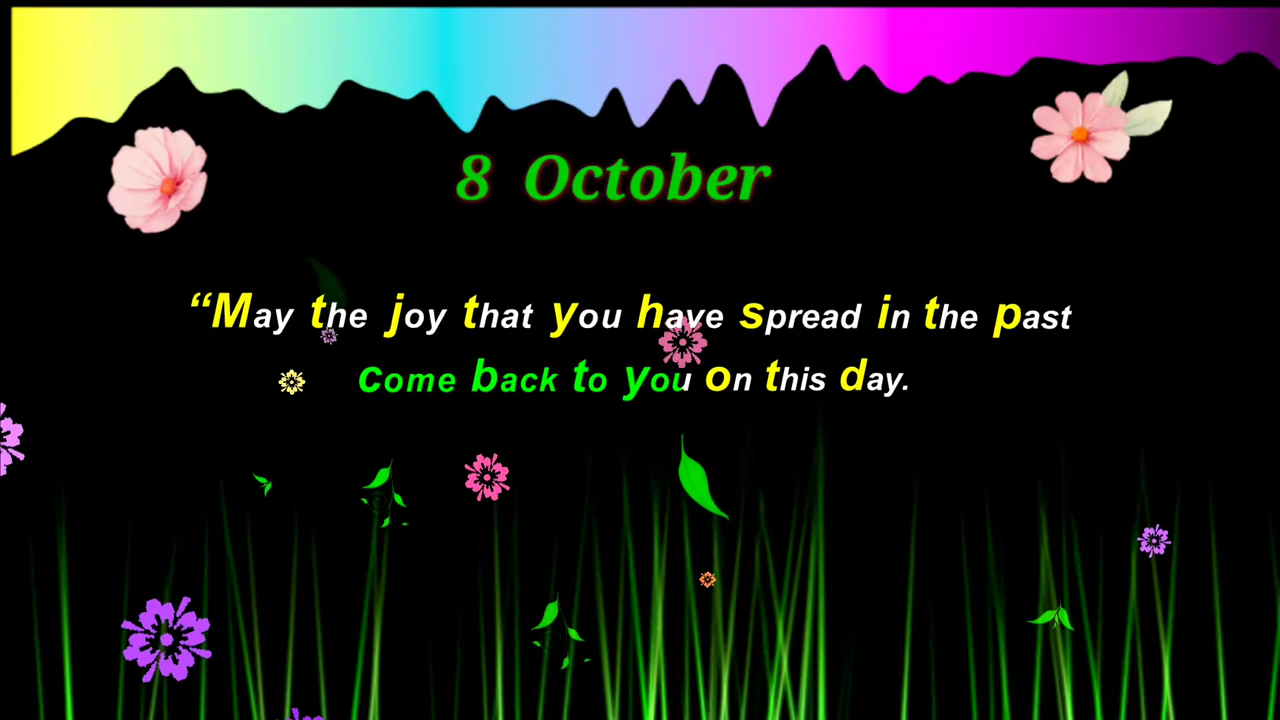 8 October
“May the joy that you have spread in the past
come back to you on this day.